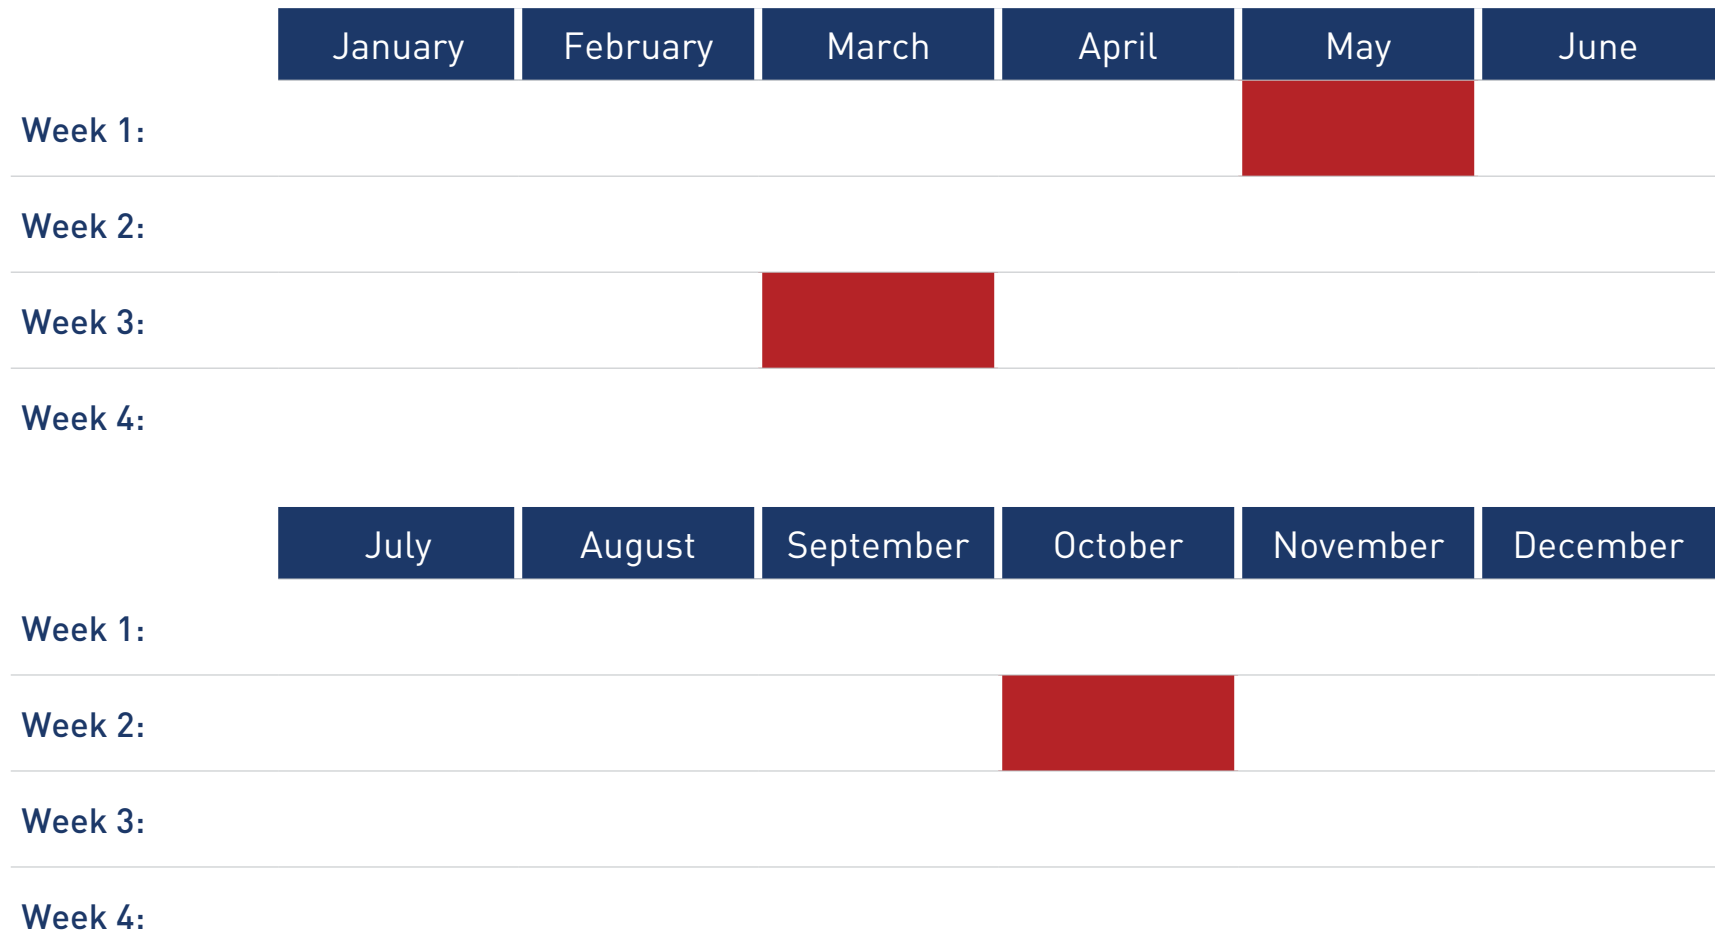 January February March April May June
Week 1:
Week 2:
Week 3:
Week 4:
July August September October November December
Week 1:
Week 2:
Week 3:
Week 4: